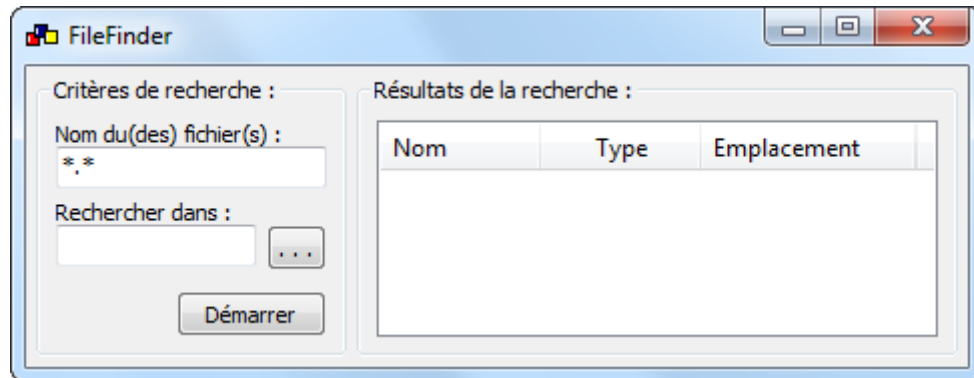 FileFinder
Critères de recherche :
Nom du(des) fichier(s) :
*.*
Rechercher dans :
...
Démarrer
Résultats de la recherche :
Nom Type Emplacement